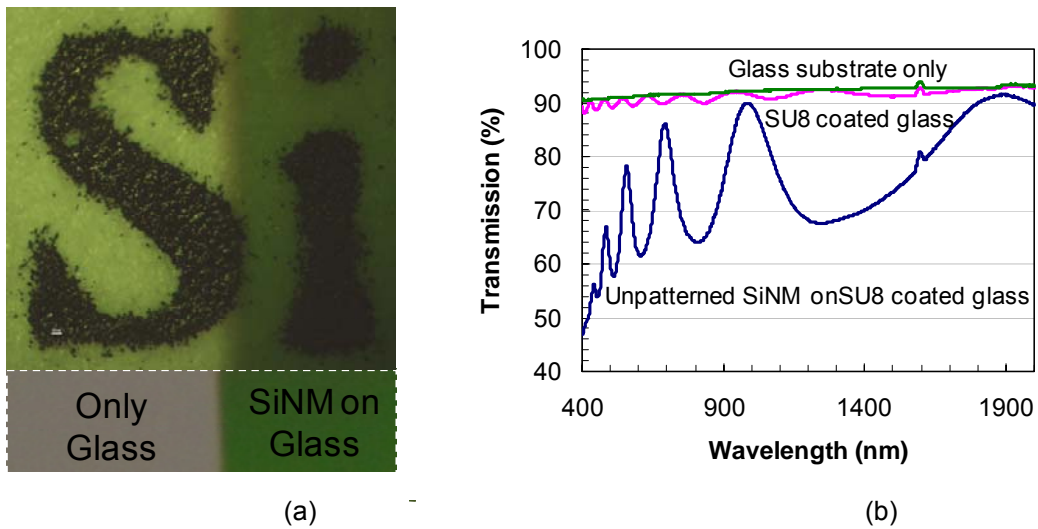 Si
Only
Glass
SiNM on
Glass
(a)
Transmission (%)
100
90
80
70
60
50
40
Glass substrate only
SU8 coated glass
Unpatterned SiNM onSU8 coated glass
400
900
1400
1900
Wavelength (nm)
(b)